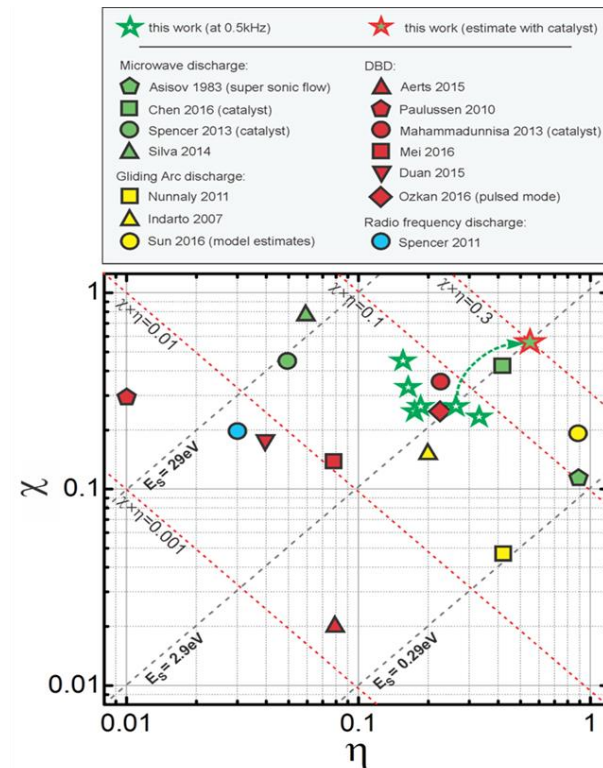 this work (at 0.5kHz)
this work (estimate with catalyst)
Microwave discharge:
Asisov 1983 (super sonic flow)
Chen 2016 (catalyst)
Spencer 2013 (catalyst)
Silva 2014
Gliding Arc discharge:
Nunnaly 2011
Indarto 2007
Sun 2016 (model estimates)
DBD:
Aerts 2015
Paulussen 2010
Mahammadunnisa 2013 (catalyst)
Mei 2016
Duan 2015
Ozkan 2016 (pulsed mode)
Radio frequency discharge:
Spencer 2011
1
χ×η=0.01
χ×η=0.1
χ×η=0.3
E_S = 29eV
χ
0.1
χ×η=0.001
E_S = 2.9eV
E_S = 0.29eV
0.01
0.01
0.1
1
η